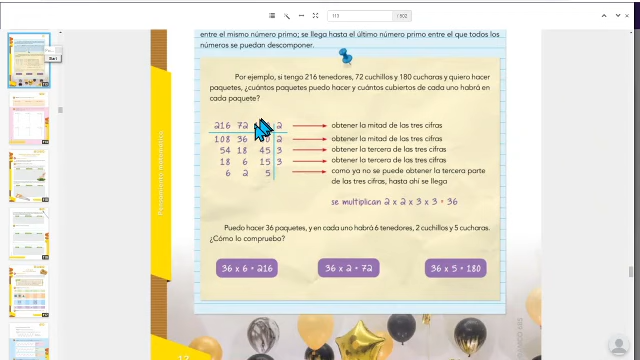 113
502
entre el mismo número primo; se llega hasta el último número primo entre el que todos los
números se puedan descomponer.
Por ejemplo, si tengo 216 tenedores, 72 cuchillos y 180 cucharas y quiero hacer
paquetes, ¿cuántos paquetes puedo hacer y cuántos cubiertos de cada uno habrá en
cada paquete?
216 72 2 obtener la mitad de las tres cifras
108 36 2 obtener la mitad de las tres cifras
54 18 45 3 obtener la tercera de las tres cifras
18 6 15 3 obtener la tercera de las tres cifras
6 2 5 como ya no se puede obtener la tercera parte
de las tres cifras, hasta ahí se llega
se multiplican 2 x 2 x 3 x 3 = 36
Puedo hacer 36 paquetes, y en cada uno habrá 6 tenedores, 2 cuchillos y 5 cucharas.
¿Cómo lo compruebo?
36 x 6 = 216
36 x 2 = 72
36 x 5 = 180
Pensamiento matemático